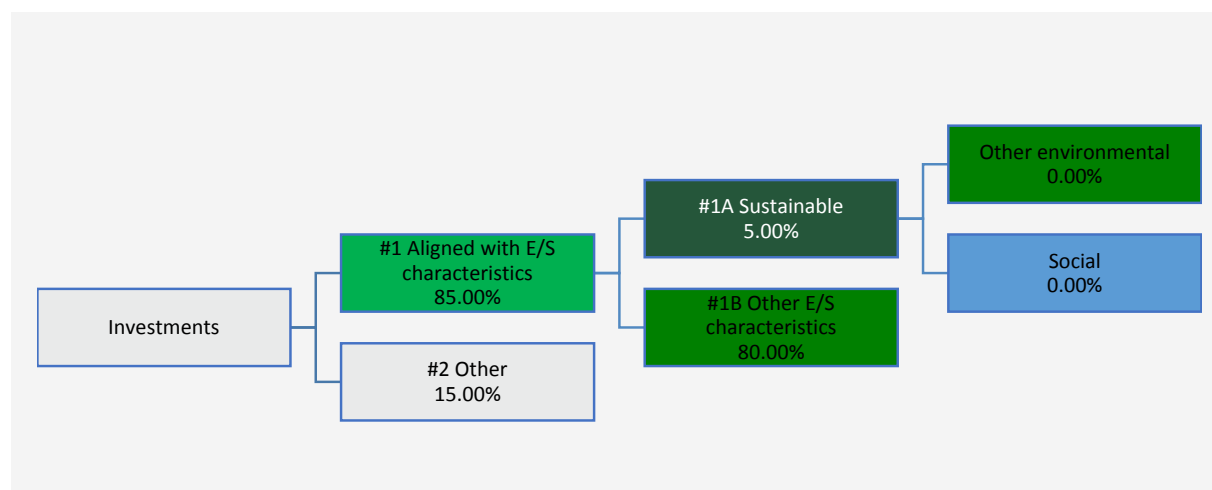 Investments
#1 Aligned with E/S
characteristics
85.00%
#2 Other
15.00%
#1A Sustainable
5.00%
#1B Other E/S
characteristics
80.00%
Other environmental
0.00%
Social
0.00%